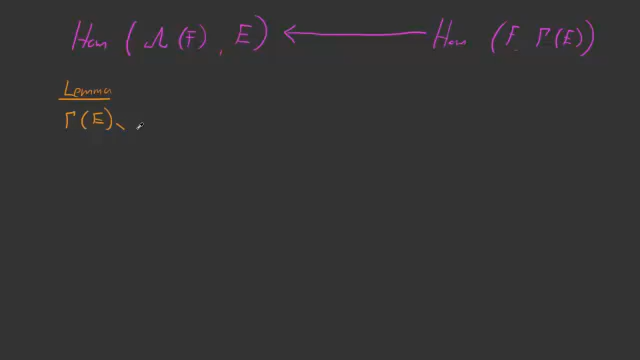 Hom ( Λ (F) , E ) ← Hom ( F, Γ(E) )
Lemma
Γ(E)